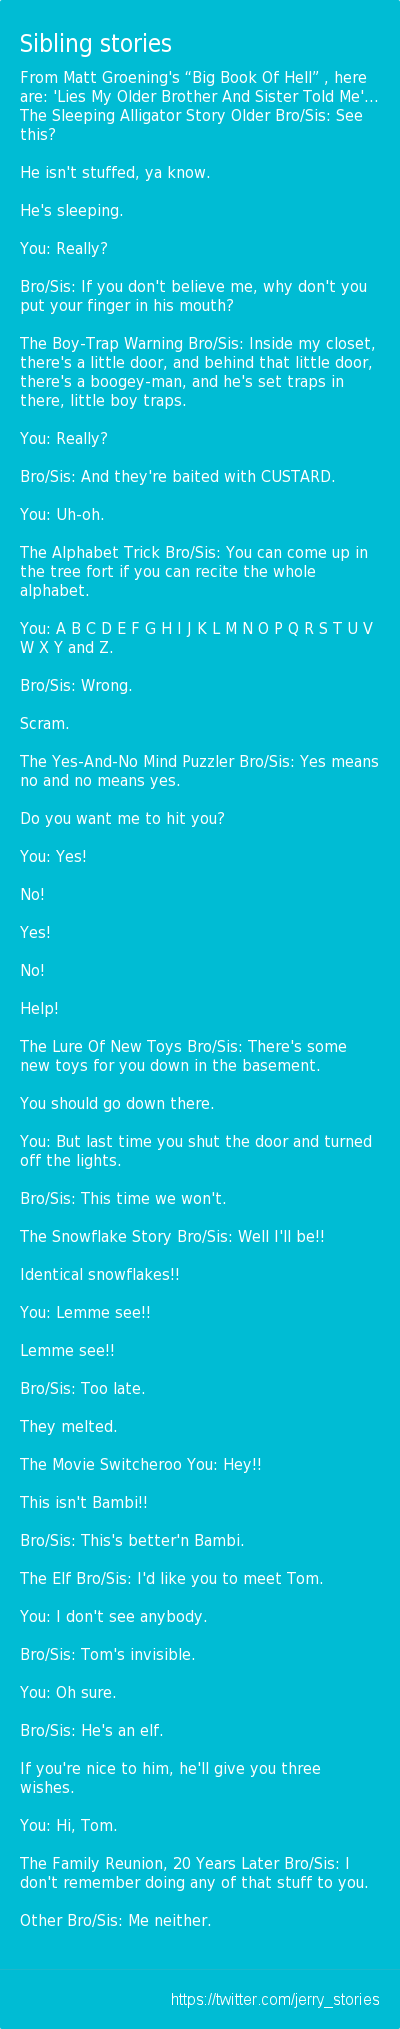 Sibling stories
From Matt Groening's “Big Book Of Hell” , here
are: 'Lies My Older Brother And Sister Told Me'...
The Sleeping Alligator Story Older Bro/Sis: See
this?
He isn't stuffed, ya know.
He's sleeping.
You: Really?
Bro/Sis: If you don't believe me, why don't you
put your finger in his mouth?
The Boy-Trap Warning Bro/Sis: Inside my closet,
there's a little door, and behind that little door,
there's a boogey-man, and he's set traps in
there, little boy traps.
You: Really?
Bro/Sis: And they're baited with CUSTARD.
You: Uh-oh.
The Alphabet Trick Bro/Sis: You can come up in
the tree fort if you can recite the whole
alphabet.
You: A B C D E F G H I J K L M N O P Q R S T U V
W X Y and Z.
Bro/Sis: Wrong.
Scram.
The Yes-And-No Mind Puzzler Bro/Sis: Yes means
no and no means yes.
Do you want me to hit you?
You: Yes!
No!
Yes!
No!
Help!
The Lure Of New Toys Bro/Sis: There's some
new toys for you down in the basement.
You should go down there.
You: But last time you shut the door and turned
off the lights.
Bro/Sis: This time we won't.
The Snowflake Story Bro/Sis: Well I'll be!!
Identical snowflakes!!
You: Lemme see!!
Lemme see!!
Bro/Sis: Too late.
They melted.
The Movie Switcheroo You: Hey!!
This isn't Bambi!!
Bro/Sis: This's better'n Bambi.
The Elf Bro/Sis: I'd like you to meet Tom.
You: I don't see anybody.
Bro/Sis: Tom's invisible.
You: Oh sure.
Bro/Sis: He's an elf.
If you're nice to him, he'll give you three
wishes.
You: Hi, Tom.
The Family Reunion, 20 Years Later Bro/Sis: I
don't remember doing any of that stuff to you.
Other Bro/Sis: Me neither.
https://twitter.com/jerry_stories